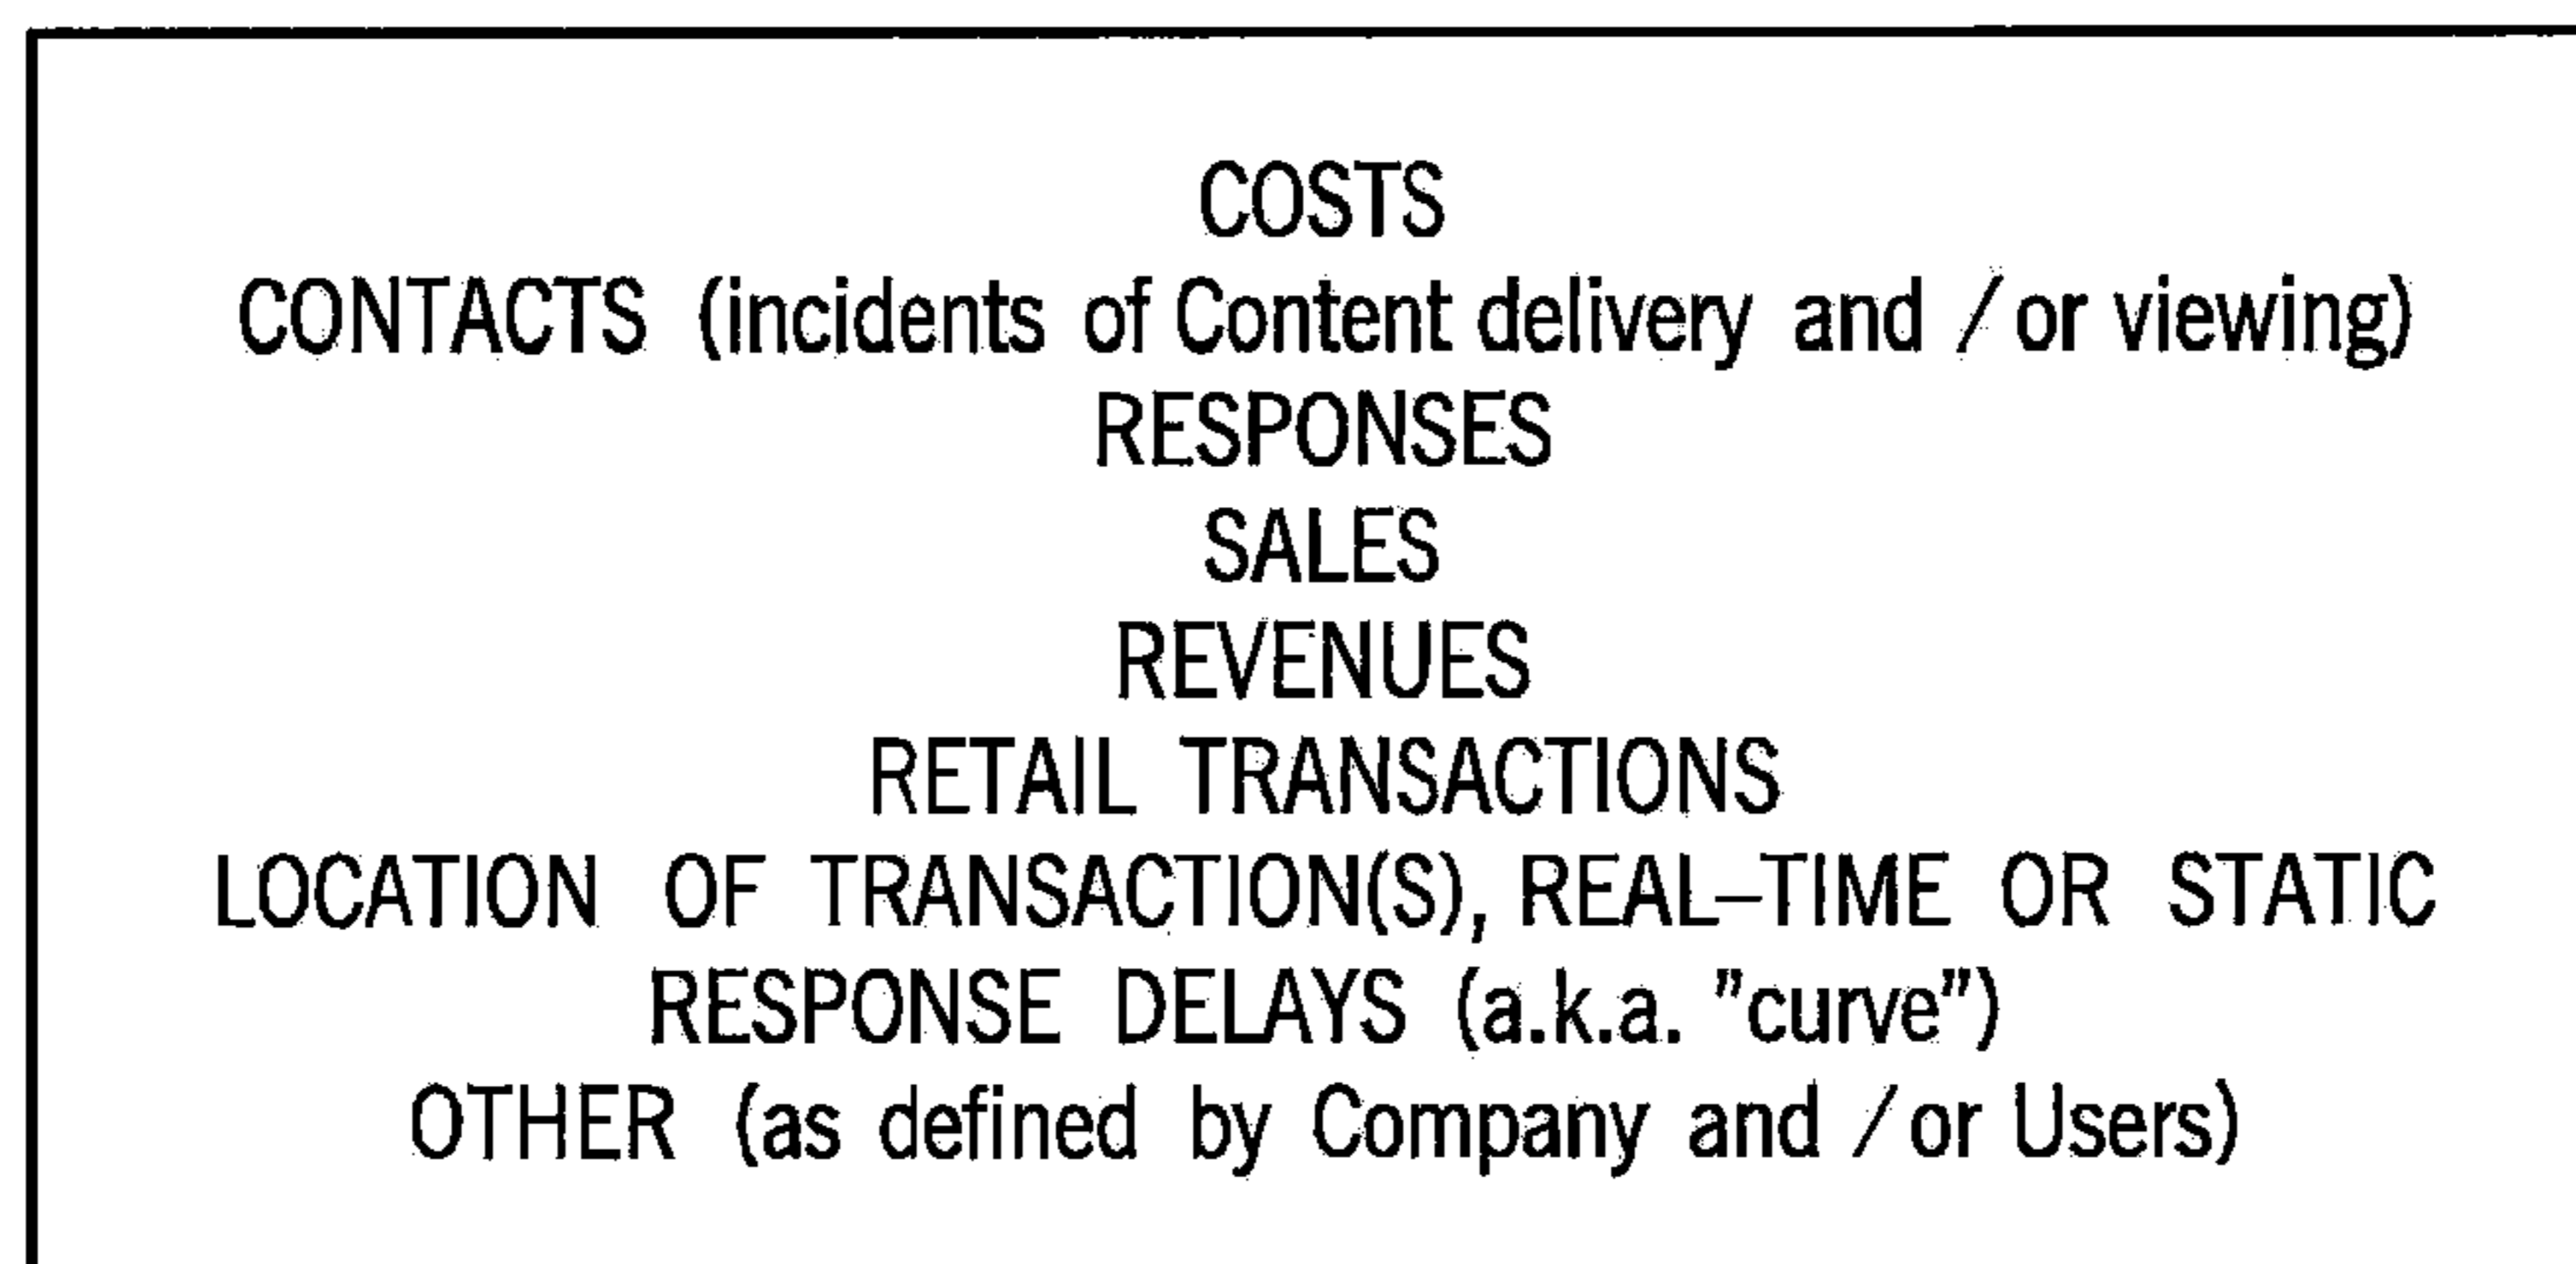 COSTS
CONTACTS (incidents of Content delivery and / or viewing)
RESPONSES
SALES
REVENUES
RETAIL TRANSACTIONS
LOCATION OF TRANSACTION(S), REAL–TIME OR STATIC
RESPONSE DELAYS (a.k.a. "curve")
OTHER (as defined by Company and / or Users)